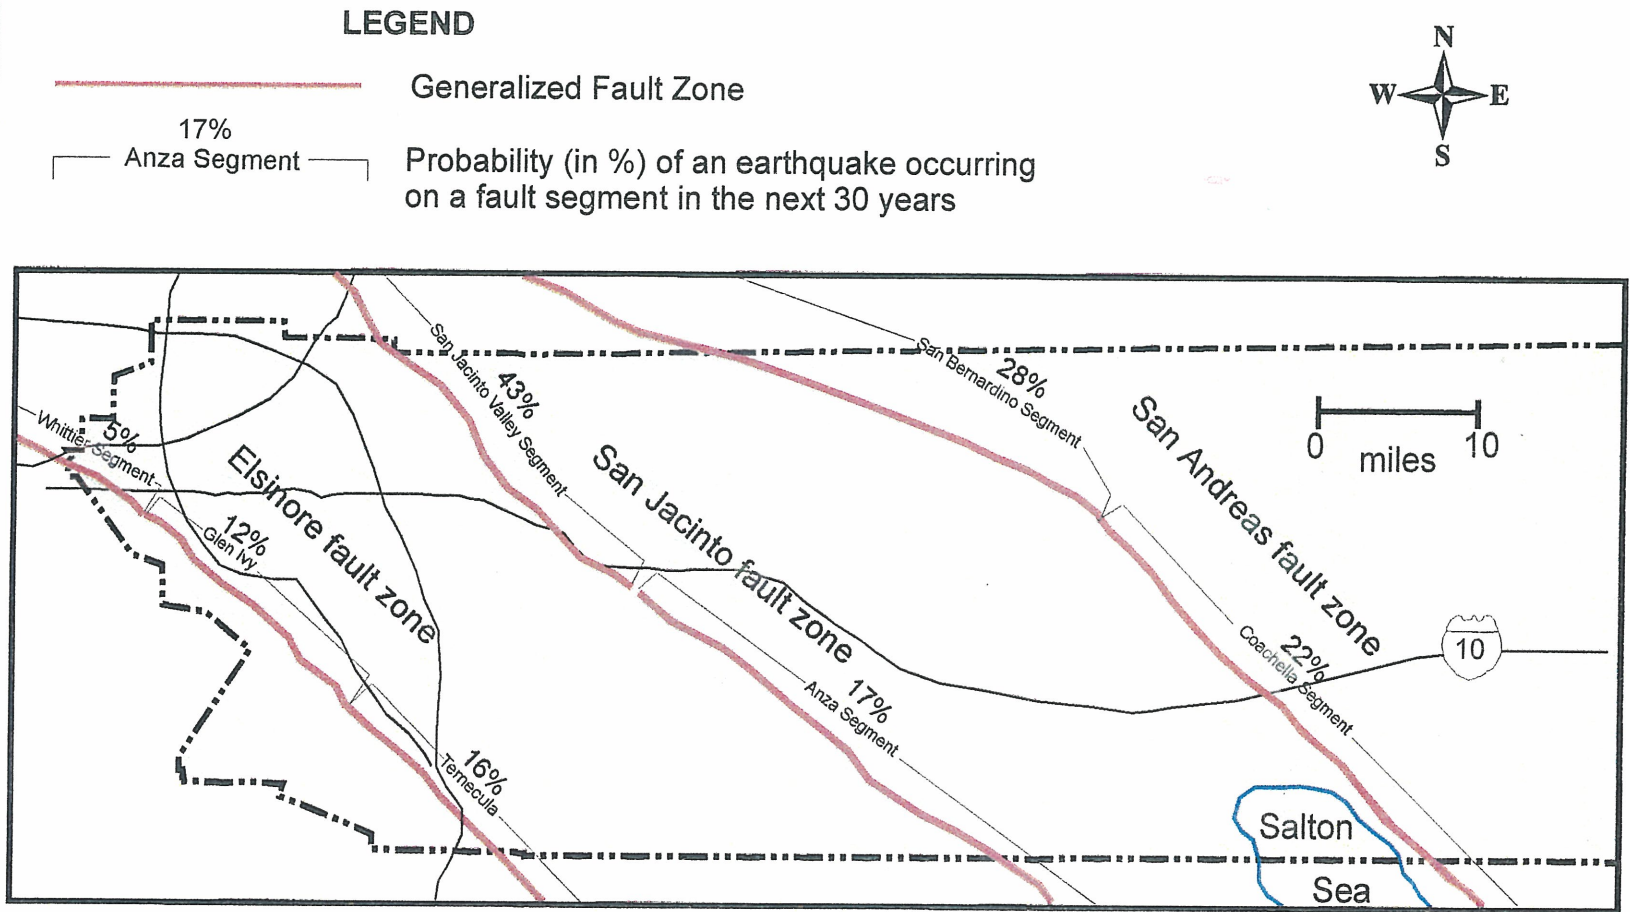 LEGEND
Generalized Fault Zone
17%
Anza Segment
Probability (in %) of an earthquake occurring
on a fault segment in the next 30 years
N
W E
S
San Jacinto Valley Segment
43%
San Bernardino Segment
28%
Whittier Segment
5%
Elsinore fault zone
San Jacinto fault zone
San Andreas fault zone
0 10
miles
12%
Glen Ivy
Anza Segment
17%
Coachella Segment
22%
10
16%
Temecula
Salton
Sea